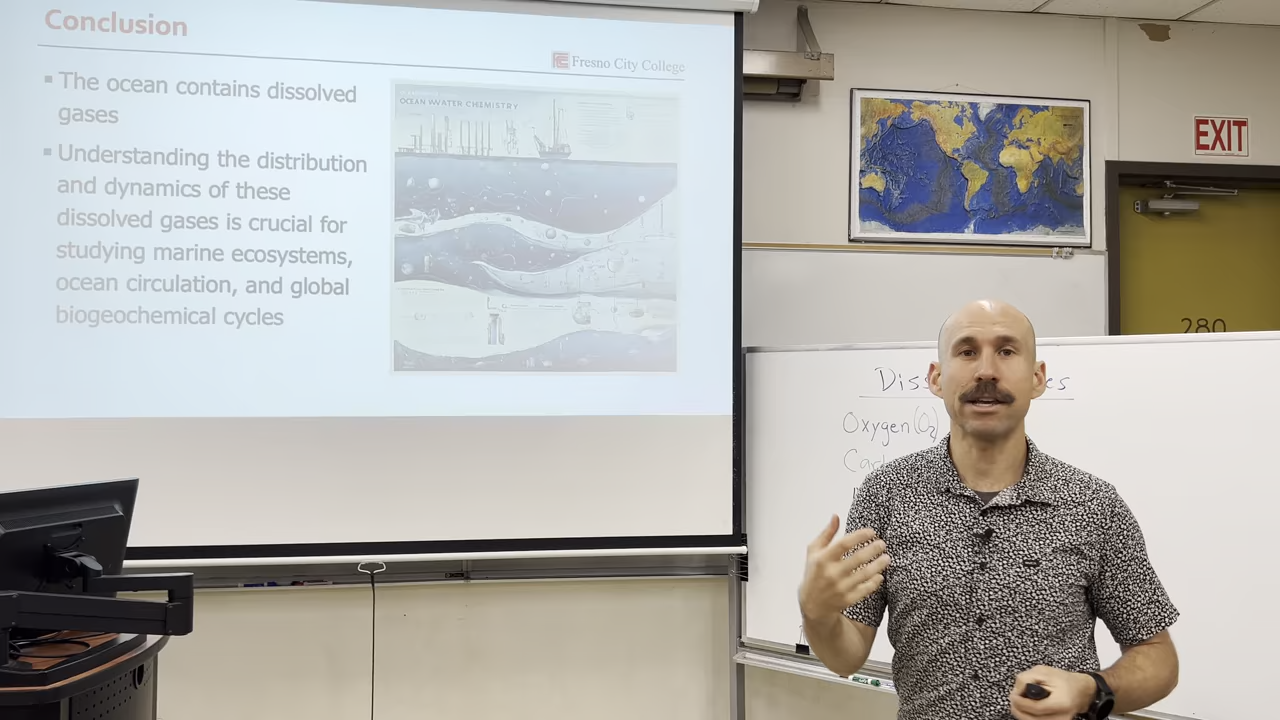 Conclusion
Fresno City College
▪ The ocean contains dissolved
gases
▪ Understanding the distribution
and dynamics of these
dissolved gases is crucial for
studying marine ecosystems,
ocean circulation, and global
biogeochemical cycles
OCEAN WATER CHEMISTRY
EXIT
280
Oxygen (O₂)